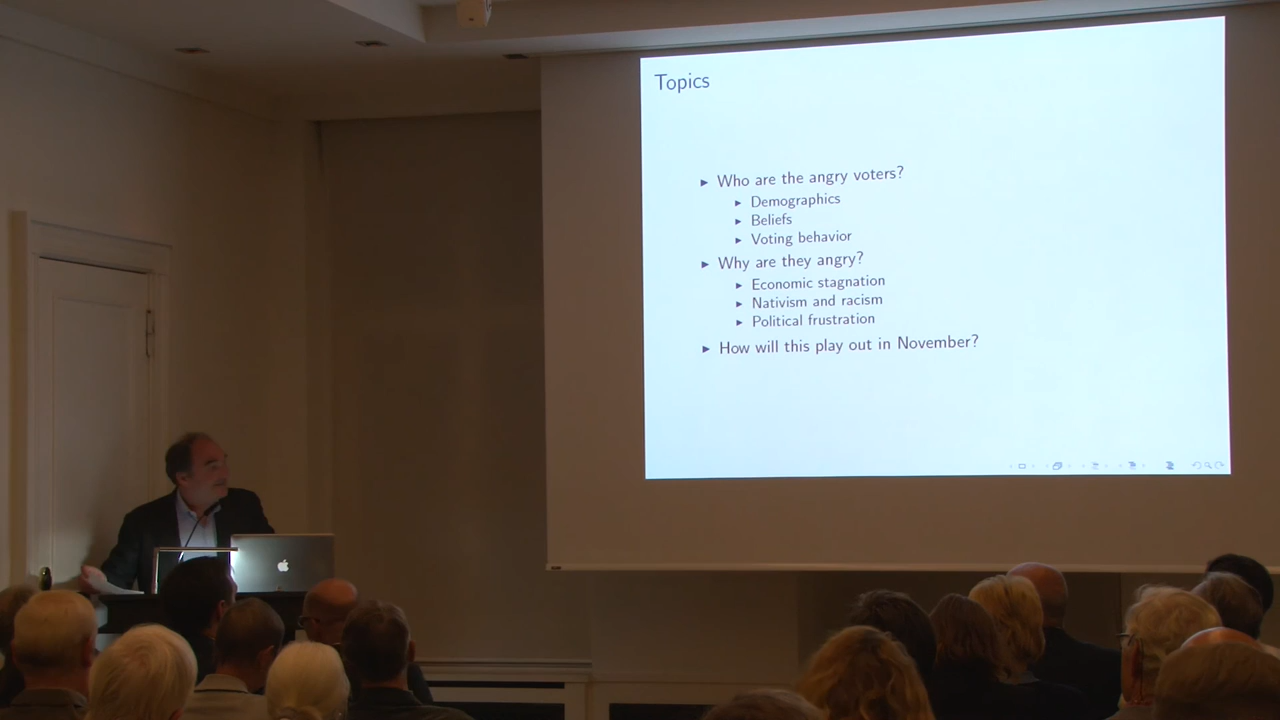 Topics
Who are the angry voters?
Demographics
Beliefs
Voting behavior
Why are they angry?
Economic stagnation
Nativism and racism
Political frustration
How will this play out in November?